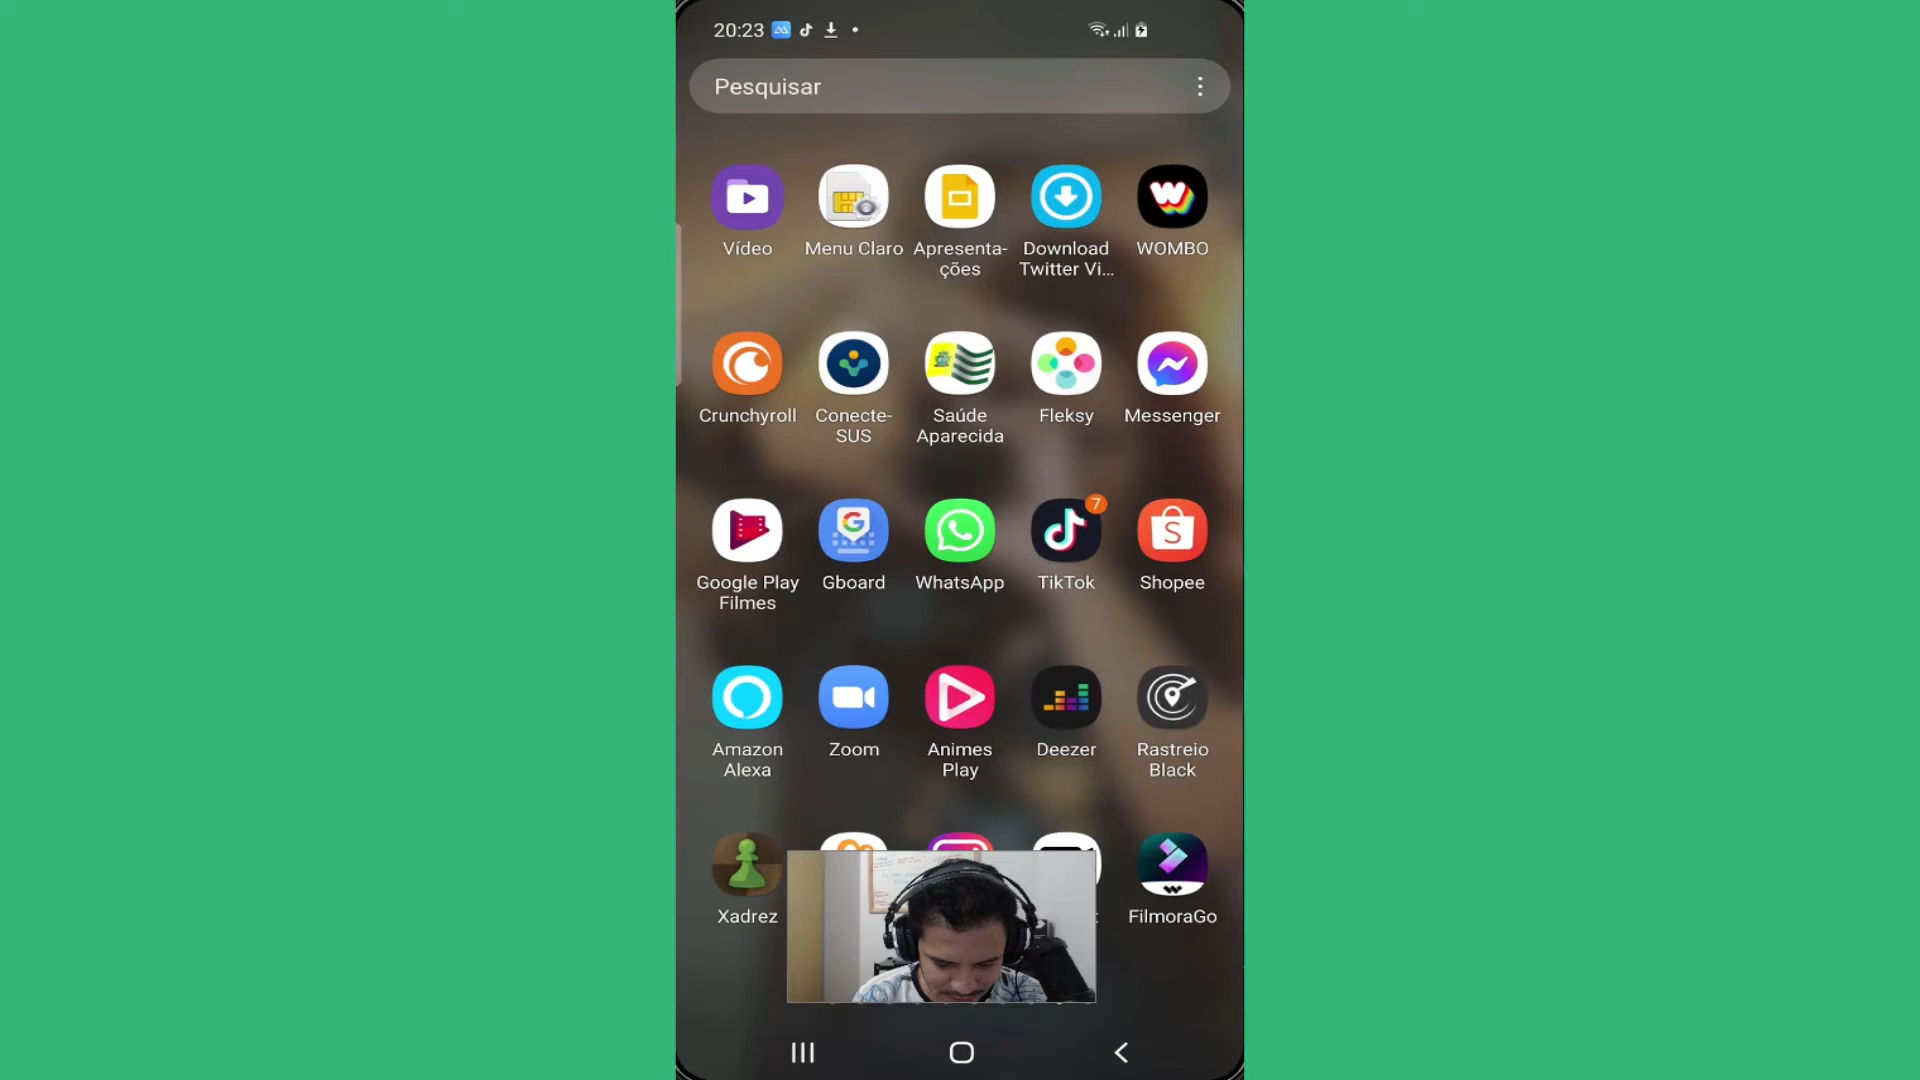 20:23
Pesquisar
Vídeo
Menu Claro
Apresenta-
ções
Download
Twitter Vi...
WOMBO
Crunchyroll
Conecte-
SUS
Saúde
Aparecida
Fleksy
Messenger
Google Play
Filmes
Gboard
WhatsApp
7
TikTok
Shopee
Amazon
Alexa
Zoom
Animes
Play
Deezer
Rastreio
Black
Xadrez
FilmoraGo